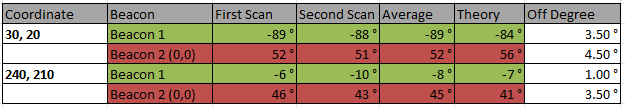 Coordinate Beacon First Scan Second Scan Average Theory Off Degree
30, 20 Beacon 1 -89 ° -88 ° -89 ° -84 ° 3.50 °
Beacon 2 (0,0) 52 ° 51 ° 52 ° 56 ° 4.50 °
240, 210 Beacon 1 -6 ° -10 ° -8 ° -7 ° 1.00 °
Beacon 2 (0,0) 46 ° 43 ° 45 ° 41 ° 3.50 °